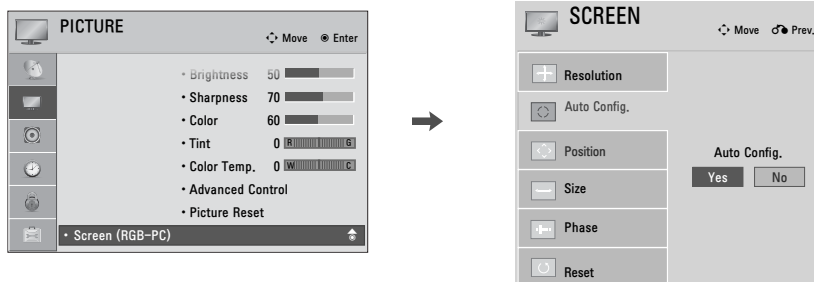 PICTURE
Move Enter
• Brightness 50
• Sharpness 70
• Color 60
• Tint 0 R G
• Color Temp. 0 W C
• Advanced Control
• Picture Reset
• Screen (RGB-PC)
SCREEN
Move Prev.
Resolution
Auto Config.
Position
Size
Phase
Reset
Auto Config.
Yes No